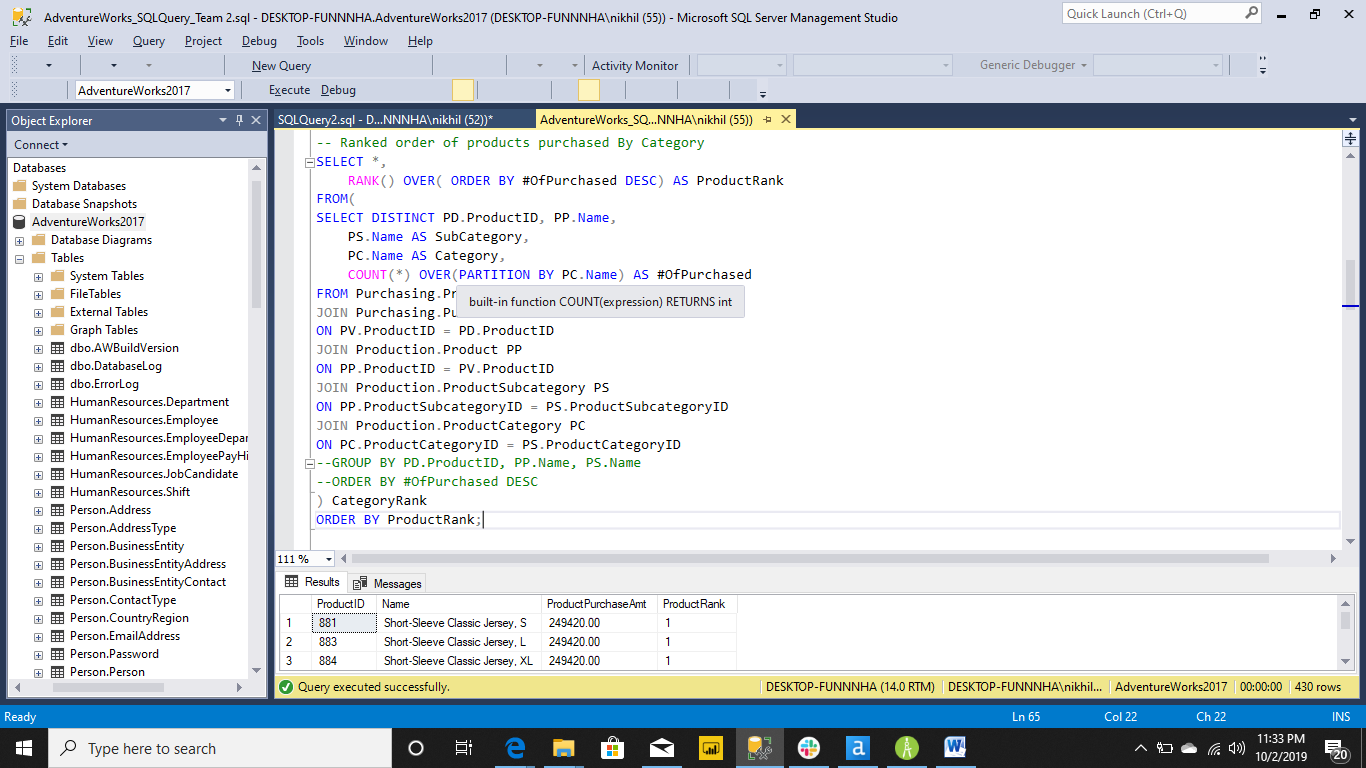 AdventureWorks_SQLQuery_Team 2.sql - DESKTOP-FUNNNHA.AdventureWorks2017 (DESKTOP-FUNNNHA\nikhil (55)) - Microsoft SQL Server Management Studio
Quick Launch (Ctrl+Q)
File Edit View Query Project Debug Tools Window Help
New Query Activity Monitor Generic Debugger
AdventureWorks2017 Execute Debug
Object Explorer
Connect
Databases
System Databases
Database Snapshots
AdventureWorks2017
Database Diagrams
Tables
System Tables
FileTables
External Tables
Graph Tables
dbo.AWBuildVersion
dbo.DatabaseLog
dbo.ErrorLog
HumanResources.Department
HumanResources.Employee
HumanResources.EmployeeDepar
HumanResources.EmployeePayHi
HumanResources.JobCandidate
HumanResources.Shift
Person.Address
Person.AddressType
Person.BusinessEntity
Person.BusinessEntityAddress
Person.BusinessEntityContact
Person.ContactType
Person.CountryRegion
Person.EmailAddress
Person.Password
Person.Person
SQLQuery2.sql - D...NNNHA\nikhil (52))* AdventureWorks_SQ...NNHA\nikhil (55))
-- Ranked order of products purchased By Category
SELECT *,
RANK() OVER( ORDER BY #OfPurchased DESC) AS ProductRank
FROM(
SELECT DISTINCT PD.ProductID, PP.Name,
PS.Name AS SubCategory,
PC.Name AS Category,
COUNT(*) OVER(PARTITION BY PC.Name) AS #OfPurchased
FROM Purchasing.Pr
built-in function COUNT(expression) RETURNS int
JOIN Purchasing.Pu
ON PV.ProductID = PD.ProductID
JOIN Production.Product PP
ON PP.ProductID = PV.ProductID
JOIN Production.ProductSubcategory PS
ON PP.ProductSubcategoryID = PS.ProductSubcategoryID
JOIN Production.ProductCategory PC
ON PC.ProductCategoryID = PS.ProductCategoryID
--GROUP BY PD.ProductID, PP.Name, PS.Name
--ORDER BY #OfPurchased DESC
) CategoryRank
ORDER BY ProductRank;
111 %
Results Messages
ProductID Name ProductPurchaseAmt ProductRank
1 881 Short-Sleeve Classic Jersey, S 249420.00 1
2 883 Short-Sleeve Classic Jersey, L 249420.00 1
3 884 Short-Sleeve Classic Jersey, XL 249420.00 1
Query executed successfully. DESKTOP-FUNNNHA (14.0 RTM) DESKTOP-FUNNNHA\nikhil... AdventureWorks2017 00:00:00 430 rows
Ready Ln 65 Col 22 Ch 22 INS
Type here to search
11:33 PM
10/2/2019
20